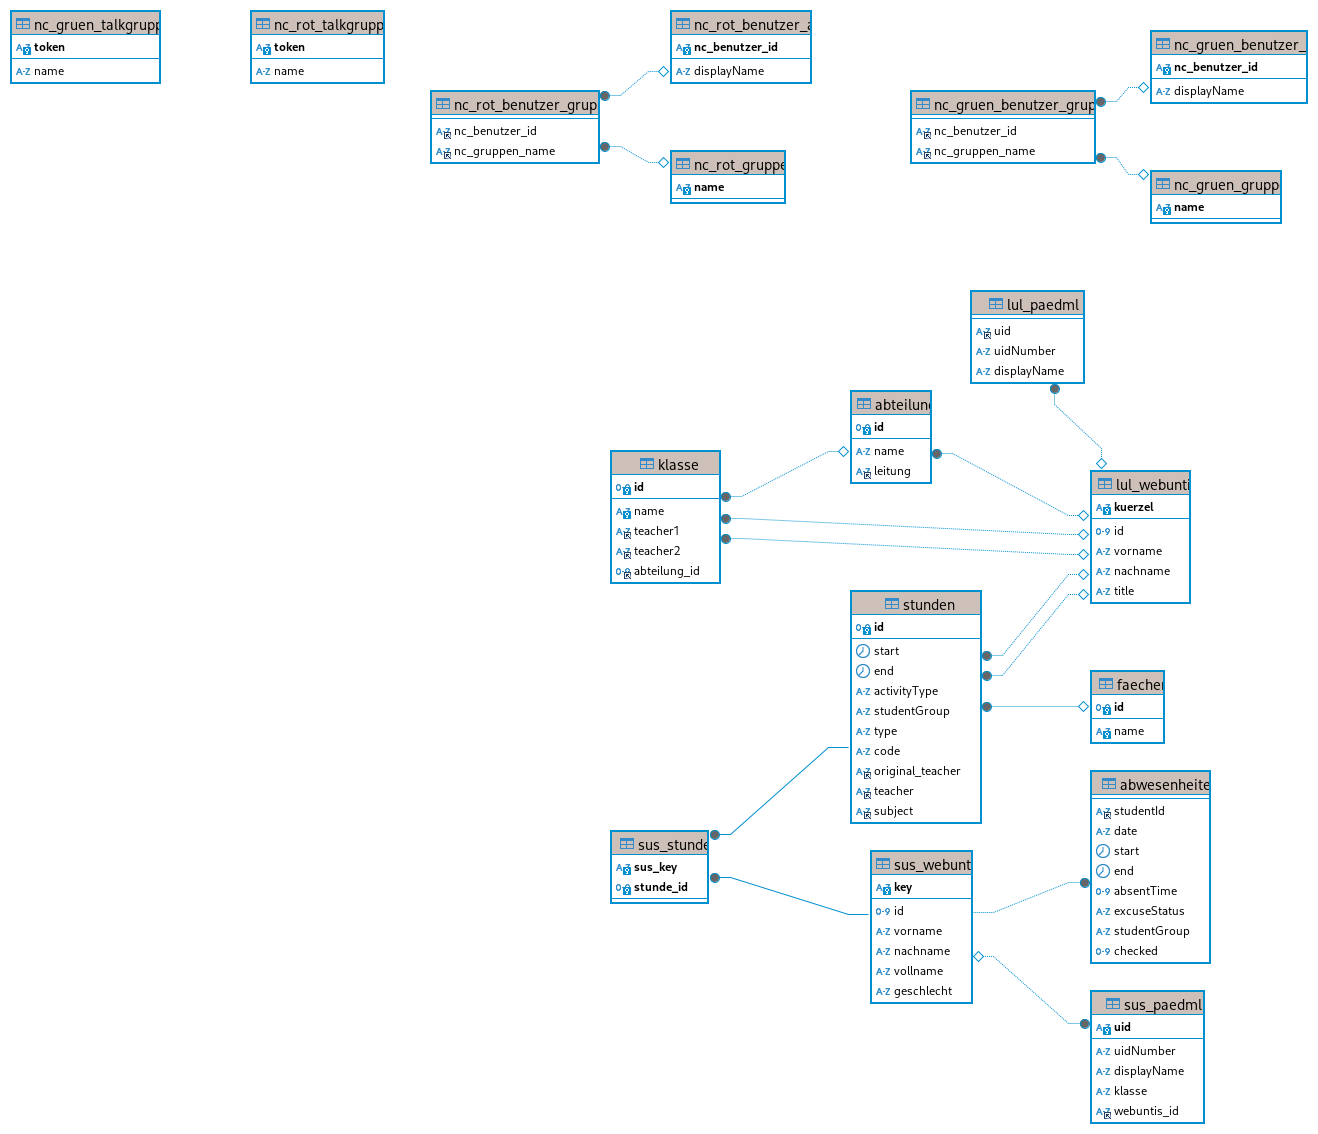 nc_gruen_talkgrupp
token
name
nc_rot_talkgrupp
token
name
nc_rot_benutzer_a
nc_benutzer_id
displayName
nc_rot_benutzer_grup
nc_benutzer_id
nc_gruppen_name
nc_rot_gruppe
name
nc_gruen_benutzer_
nc_benutzer_id
displayName
nc_gruen_benutzer_grup
nc_benutzer_id
nc_gruppen_name
nc_gruen_grupp
name
lul_paedml
uid
uidNumber
displayName
abteilung
id
name
leitung
klasse
id
name
teacher1
teacher2
abteilung_id
lul_webunti
kuerzel
id
vorname
nachname
title
stunden
id
start
end
activityType
studentGroup
type
code
original_teacher
teacher
subject
faecher
id
name
abwesenheite
studentId
date
start
end
absentTime
excuseStatus
studentGroup
checked
sus_stunde
sus_key
stunde_id
sus_webunt
key
id
vorname
nachname
vollname
geschlecht
sus_paedml
uid
uidNumber
displayName
klasse
webuntis_id